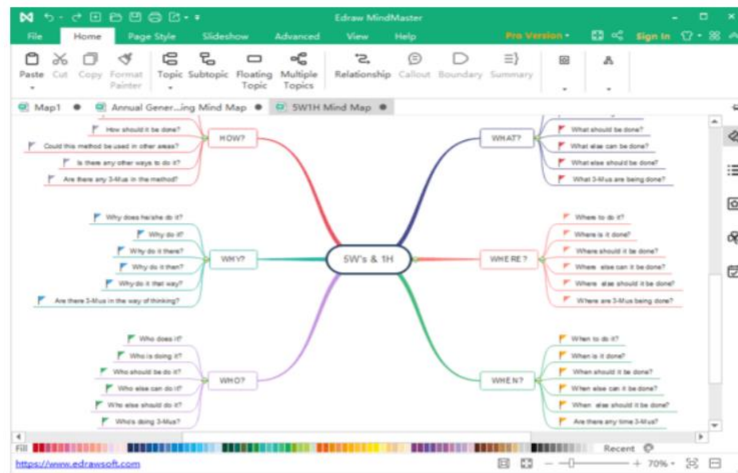 Edraw MindMaster
File Home Page Style Slideshow Advanced View Help Pro Version Sign In
Paste Cut Copy Format Painter Topic Subtopic Floating Topic Multiple Topics Relationship Callout Boundary Summary
Map1 Annual Gener...ing Mind Map 5W1H Mind Map
How should it be done?
Could this method be used in other areas?
Is there any other ways to do it?
Are there any 3-Mus in the method?
HOW?
WHAT?
What should be done?
What else can be done?
What else should be done?
What 3-Mus are being done?
Why does he/she do it?
Why do it?
Why do it there?
Why do it then?
Why do it that way?
Are there 3-Mus in the way of thinking?
WHY?
5W's & 1H
WHERE?
Where to do it?
Where is it done?
Where should it be done?
Where else can it be done?
Where else should it be done?
Where are 3-Mus being done?
Who does it?
Who is doing it?
Who should be do it?
Who else can do it?
Who else should do it?
Who's doing 3-Mus?
WHO?
WHEN?
When to do it?
When is it done?
When should it be done?
When else can it be done?
When else should it be done?
Are there any time 3-Mus?
Fill Recent
https://www.edrawsoft.com 70%